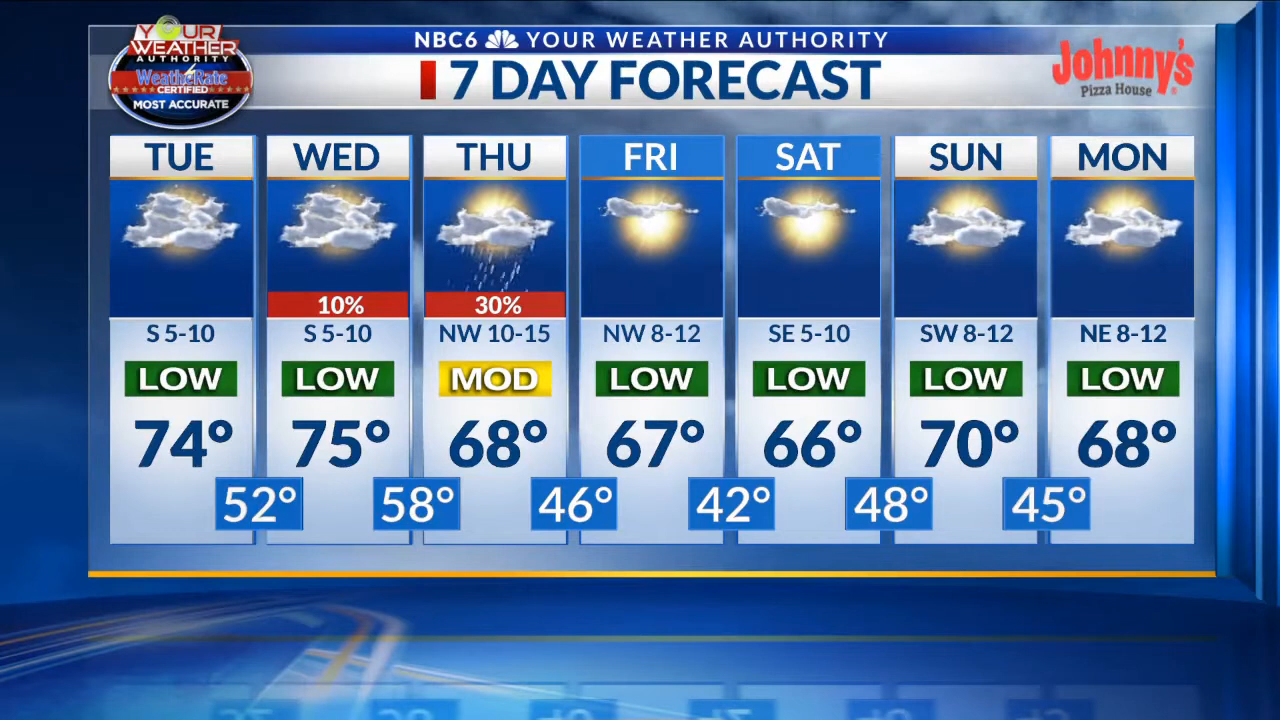 YOUR
WEATHER
AUTHORITY
WeatheRate
CERTIFIED
MOST ACCURATE
NBC6 YOUR WEATHER AUTHORITY
7 DAY FORECAST
Johnny's
Pizza House
TUE WED THU FRI SAT SUN MON
10% 30%
S 5-10 S 5-10 NW 10-15 NW 8-12 SE 5-10 SW 8-12 NE 8-12
LOW LOW MOD LOW LOW LOW LOW
74° 75° 68° 67° 66° 70° 68°
52° 58° 46° 42° 48° 45°